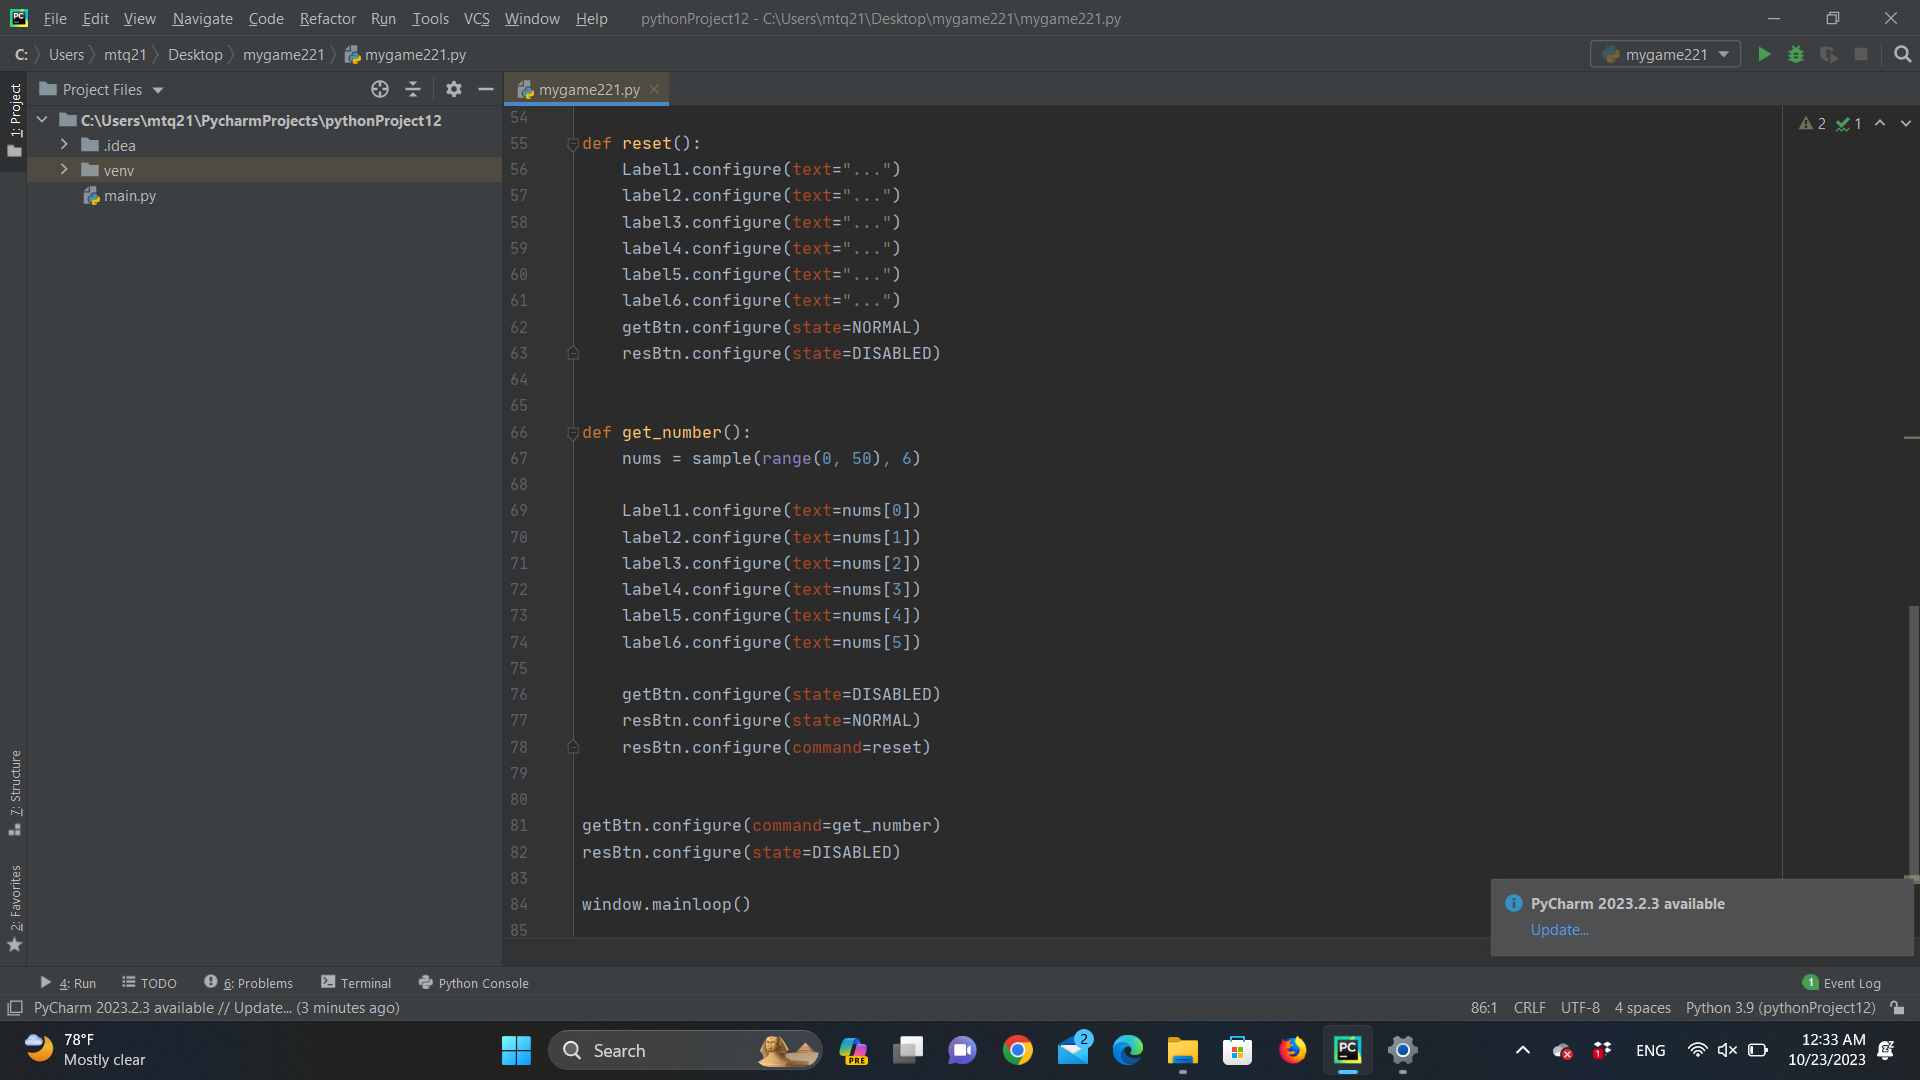 File Edit View Navigate Code Refactor Run Tools VCS Window Help pythonProject12 - C:\Users\mtq21\Desktop\mygame221\mygame221.py
C: Users mtq21 Desktop mygame221 mygame221.py mygame221
1: Project
Project Files
mygame221.py
C:\Users\mtq21\PycharmProjects\pythonProject12
.idea
venv
main.py
2 1
54
55 def reset():
56 Label1.configure(text="...")
57 label2.configure(text="...")
58 label3.configure(text="...")
59 label4.configure(text="...")
60 label5.configure(text="...")
61 label6.configure(text="...")
62 getBtn.configure(state=NORMAL)
63 resBtn.configure(state=DISABLED)
64
65
66 def get_number():
67 nums = sample(range(0, 50), 6)
68
69 Label1.configure(text=nums[0])
70 label2.configure(text=nums[1])
71 label3.configure(text=nums[2])
72 label4.configure(text=nums[3])
73 label5.configure(text=nums[4])
74 label6.configure(text=nums[5])
75
76 getBtn.configure(state=DISABLED)
77 resBtn.configure(state=NORMAL)
78 resBtn.configure(command=reset)
79
80
81 getBtn.configure(command=get_number)
82 resBtn.configure(state=DISABLED)
83
84 window.mainloop()
85
7: Structure
2: Favorites
PyCharm 2023.2.3 available
Update...
4: Run TODO 6: Problems Terminal Python Console 1 Event Log
PyCharm 2023.2.3 available // Update... (3 minutes ago) 86:1 CRLF UTF-8 4 spaces Python 3.9 (pythonProject12)
78°F
Mostly clear
Search
PRE
2
PC
1
ENG
12:33 AM
10/23/2023